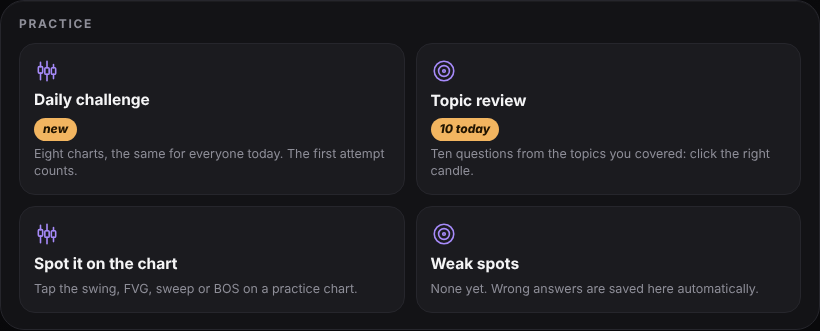 PRACTICE
Daily challenge
new
Eight charts, the same for everyone today. The first attempt
counts.
Topic review
10 today
Ten questions from the topics you covered: click the right
candle.
Spot it on the chart
Tap the swing, FVG, sweep or BOS on a practice chart.
Weak spots
None yet. Wrong answers are saved here automatically.